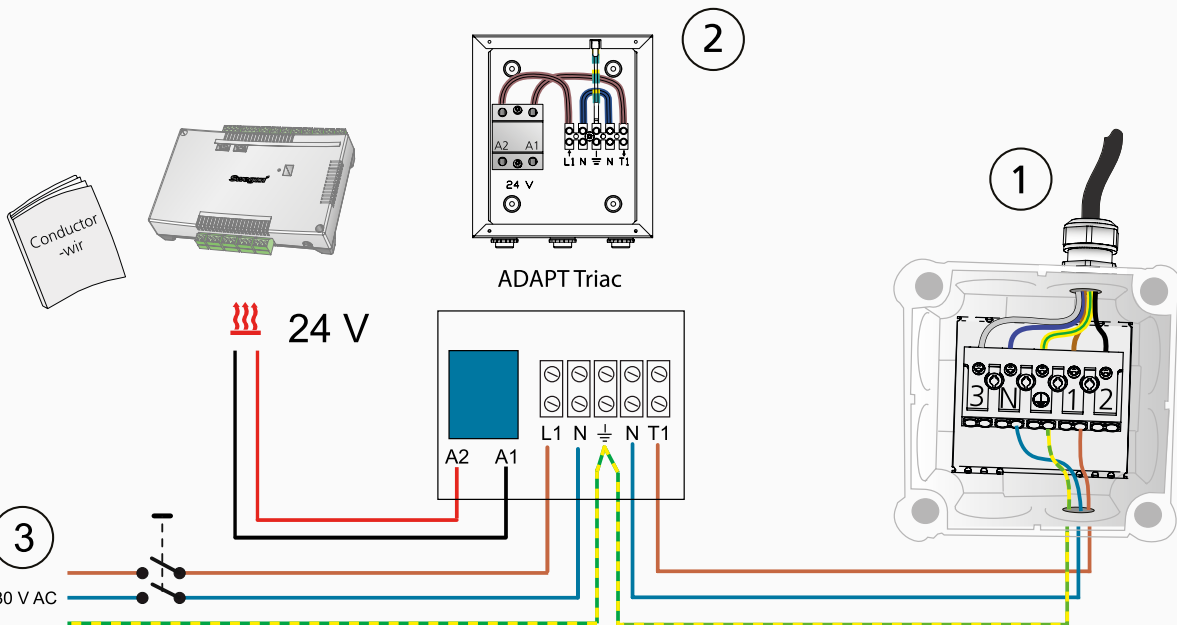 2
A2 A1
L1 N N T1
24 V
ADAPT Triac
1
Swegon
Conductor
-wir
24 V
3 N 1 2
L1 N N T1
A2 A1
3
30 V AC